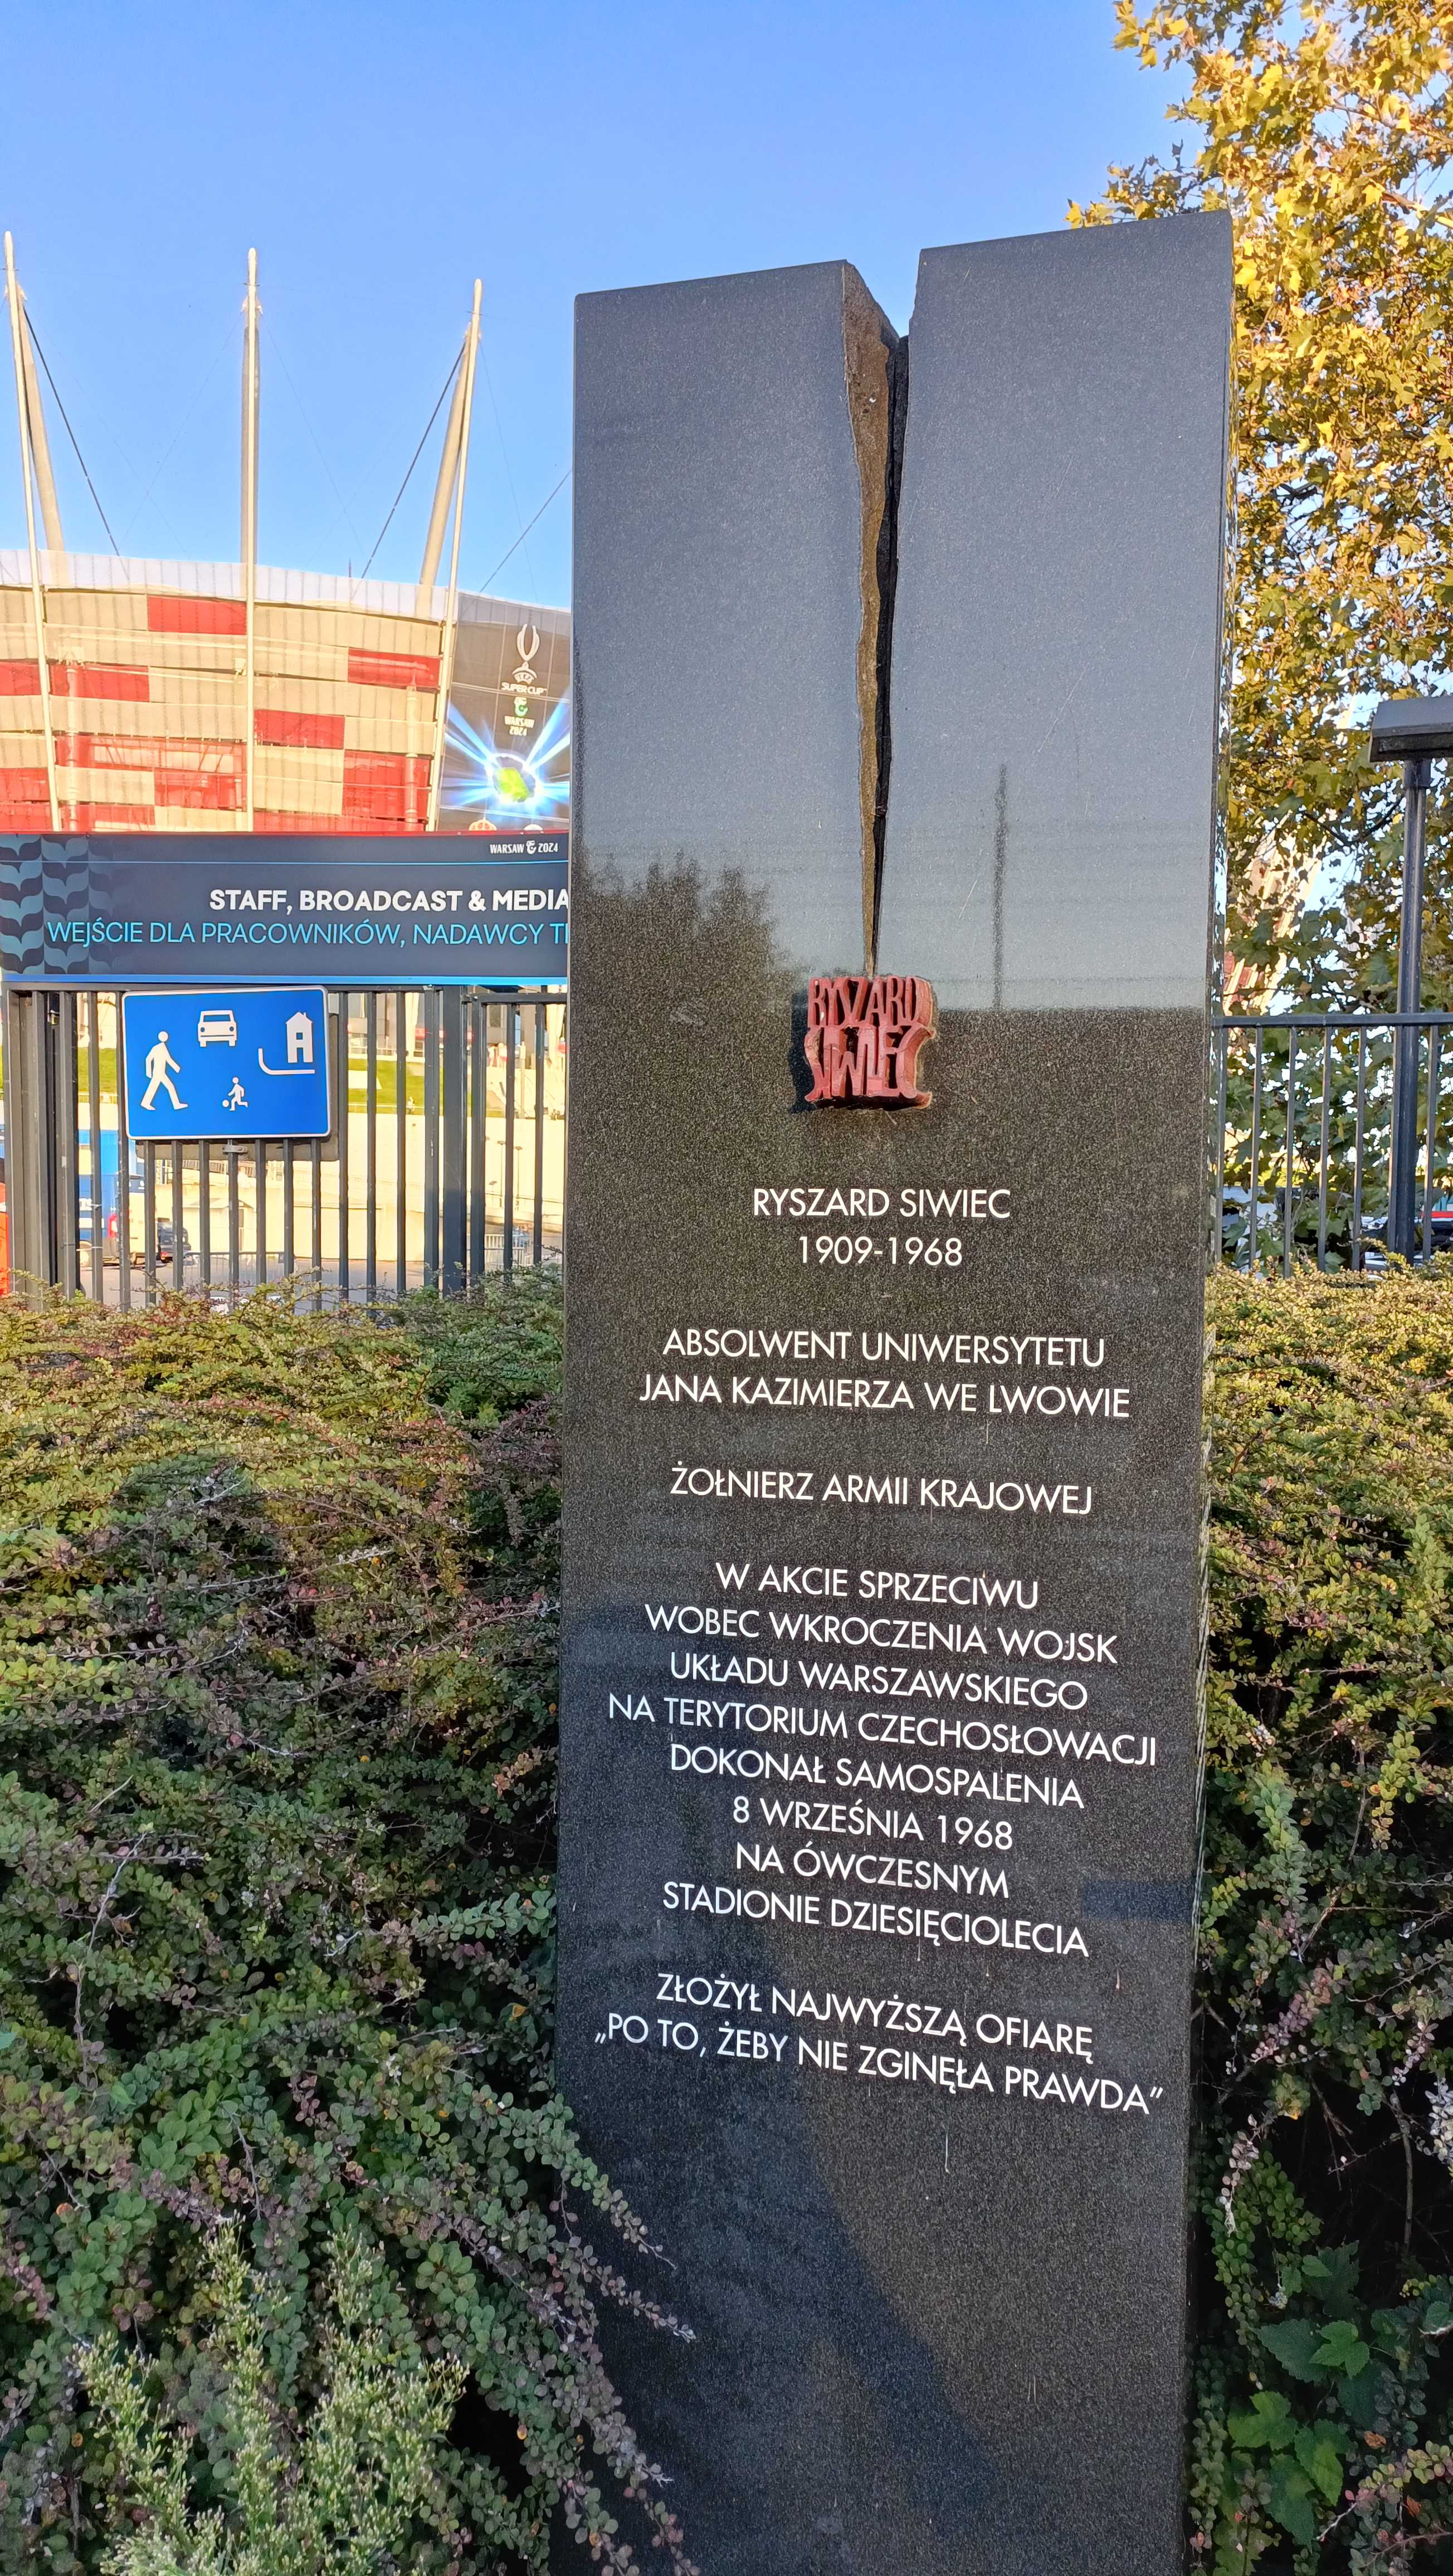 UEFA
SUPER CUP
WARSAW
2024
WARSAW 2024
STAFF, BROADCAST & MEDIA
WEJŚCIE DLA PRACOWNIKÓW, NADAWCY
RYSZARD
SIWIEC
RYSZARD SIWIEC
1909-1968
ABSOLWENT UNIWERSYTETU
JANA KAZIMIERZA WE LWOWIE
ŻOŁNIERZ ARMII KRAJOWEJ
W AKCIE SPRZECIWU
WOBEC WKROCZENIA WOJSK
UKŁADU WARSZAWSKIEGO
NA TERYTORIUM CZECHOSŁOWACJI
DOKONAŁ SAMOSPALENIA
8 WRZEŚNIA 1968
NA ÓWCZESNYM
STADIONIE DZIESIĘCIOLECIA
ZŁOŻYŁ NAJWYŻSZĄ OFIARĘ
„PO TO, ŻEBY NIE ZGINĘŁA PRAWDA”